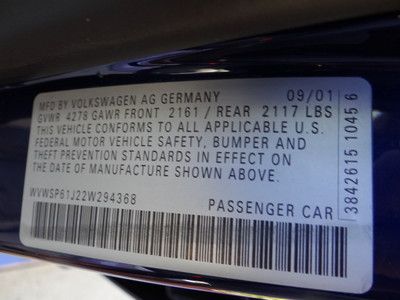 MFD BY VOLKSWAGEN AG GERMANY 09/01
GVWR 4278 GAWR FRONT 2161 / REAR 2117 LBS
THIS VEHICLE CONFORMS TO ALL APPLICABLE U.S.
FEDERAL MOTOR VEHICLE SAFETY, BUMPER AND
THEFT PREVENTION STANDARDS IN EFFECT ON
THE DATE OF MANUFACTURE SHOWN ABOVE.
WVWSP61J22W294368 PASSENGER CAR
3842615 1045 6